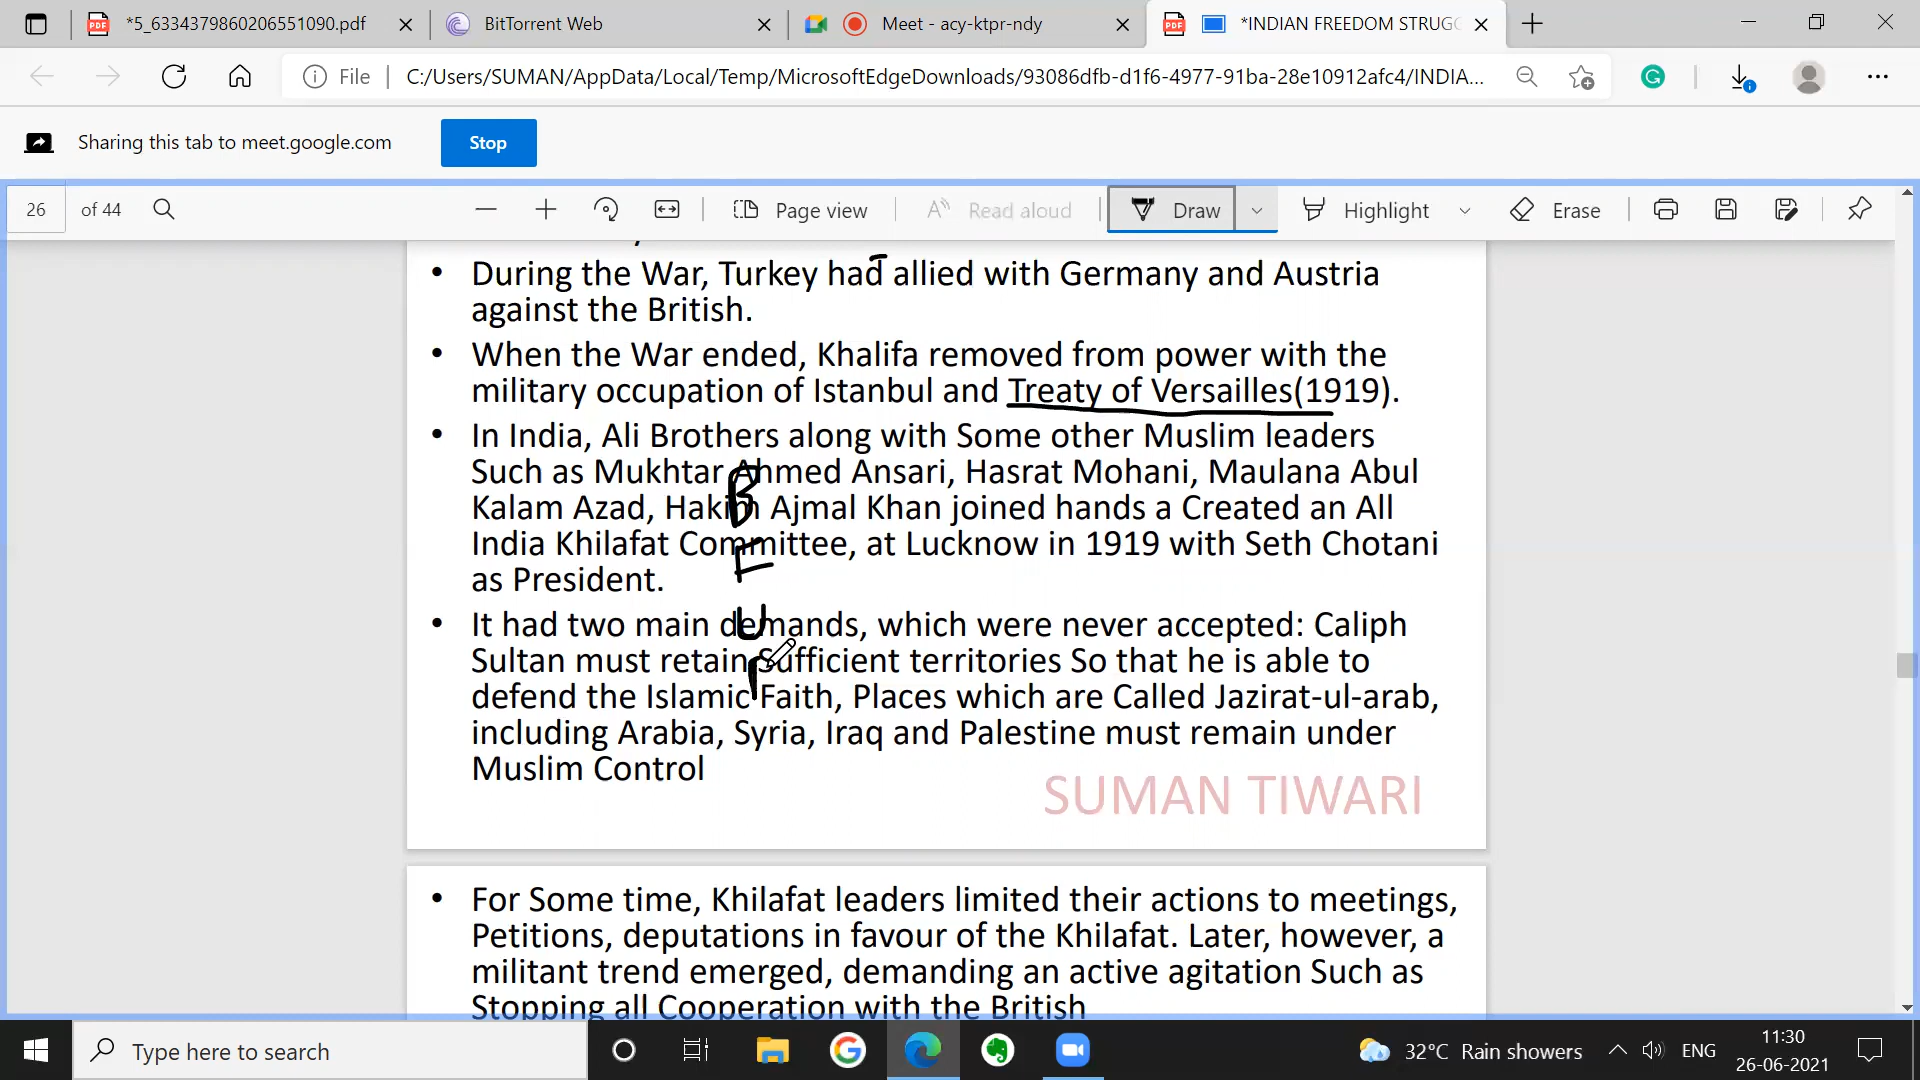 *5_6334379860206551090.pdf
BitTorrent Web
Meet - acy-ktpr-ndy
*INDIAN FREEDOM STRUGG
File
C:/Users/SUMAN/AppData/Local/Temp/MicrosoftEdgeDownloads/93086dfb-d1f6-4977-91ba-28e10912afc4/INDIA...
Sharing this tab to meet.google.com
Stop
26 of 44
Page view
Read aloud
Draw
Highlight
Erase
• During the War, Turkey had allied with Germany and Austria
against the British.
• When the War ended, Khalifa removed from power with the
military occupation of Istanbul and Treaty of Versailles(1919).
• In India, Ali Brothers along with Some other Muslim leaders
Such as Mukhtar Ahmed Ansari, Hasrat Mohani, Maulana Abul
Kalam Azad, Hakim Ajmal Khan joined hands a Created an All
India Khilafat Committee, at Lucknow in 1919 with Seth Chotani
as President.
• It had two main demands, which were never accepted: Caliph
Sultan must retain Sufficient territories So that he is able to
defend the Islamic Faith, Places which are Called Jazirat-ul-arab,
including Arabia, Syria, Iraq and Palestine must remain under
Muslim Control
B
F
U
SUMAN TIWARI
• For Some time, Khilafat leaders limited their actions to meetings,
Petitions, deputations in favour of the Khilafat. Later, however, a
militant trend emerged, demanding an active agitation Such as
Stopping all Cooperation with the British
Type here to search
32°C Rain showers
ENG
11:30
26-06-2021